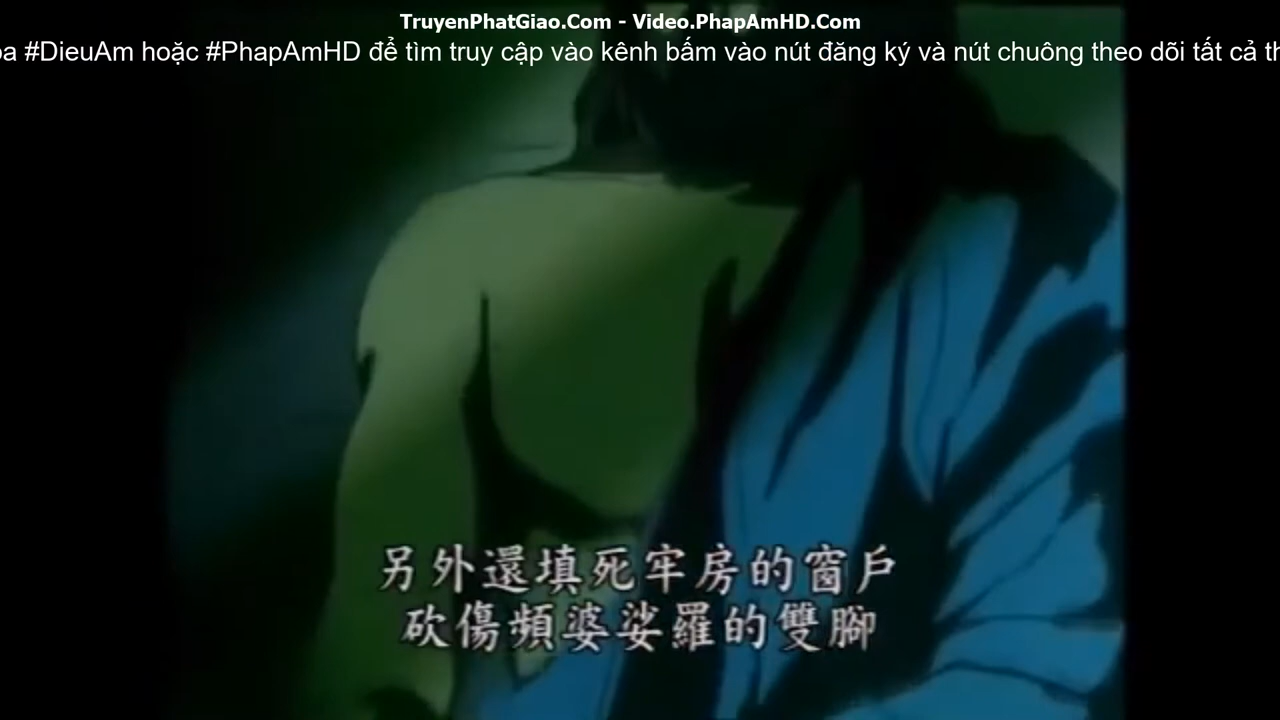 TruyenPhatGiao.Com - Video.PhapAmHD.Com
#DieuAm hoặc #PhapAmHD để tìm truy cập vào kênh bấm vào nút đăng ký và nút chuông theo dõi tất cả
另外還填死牢房的窗戶
砍傷頻婆娑羅的雙腳